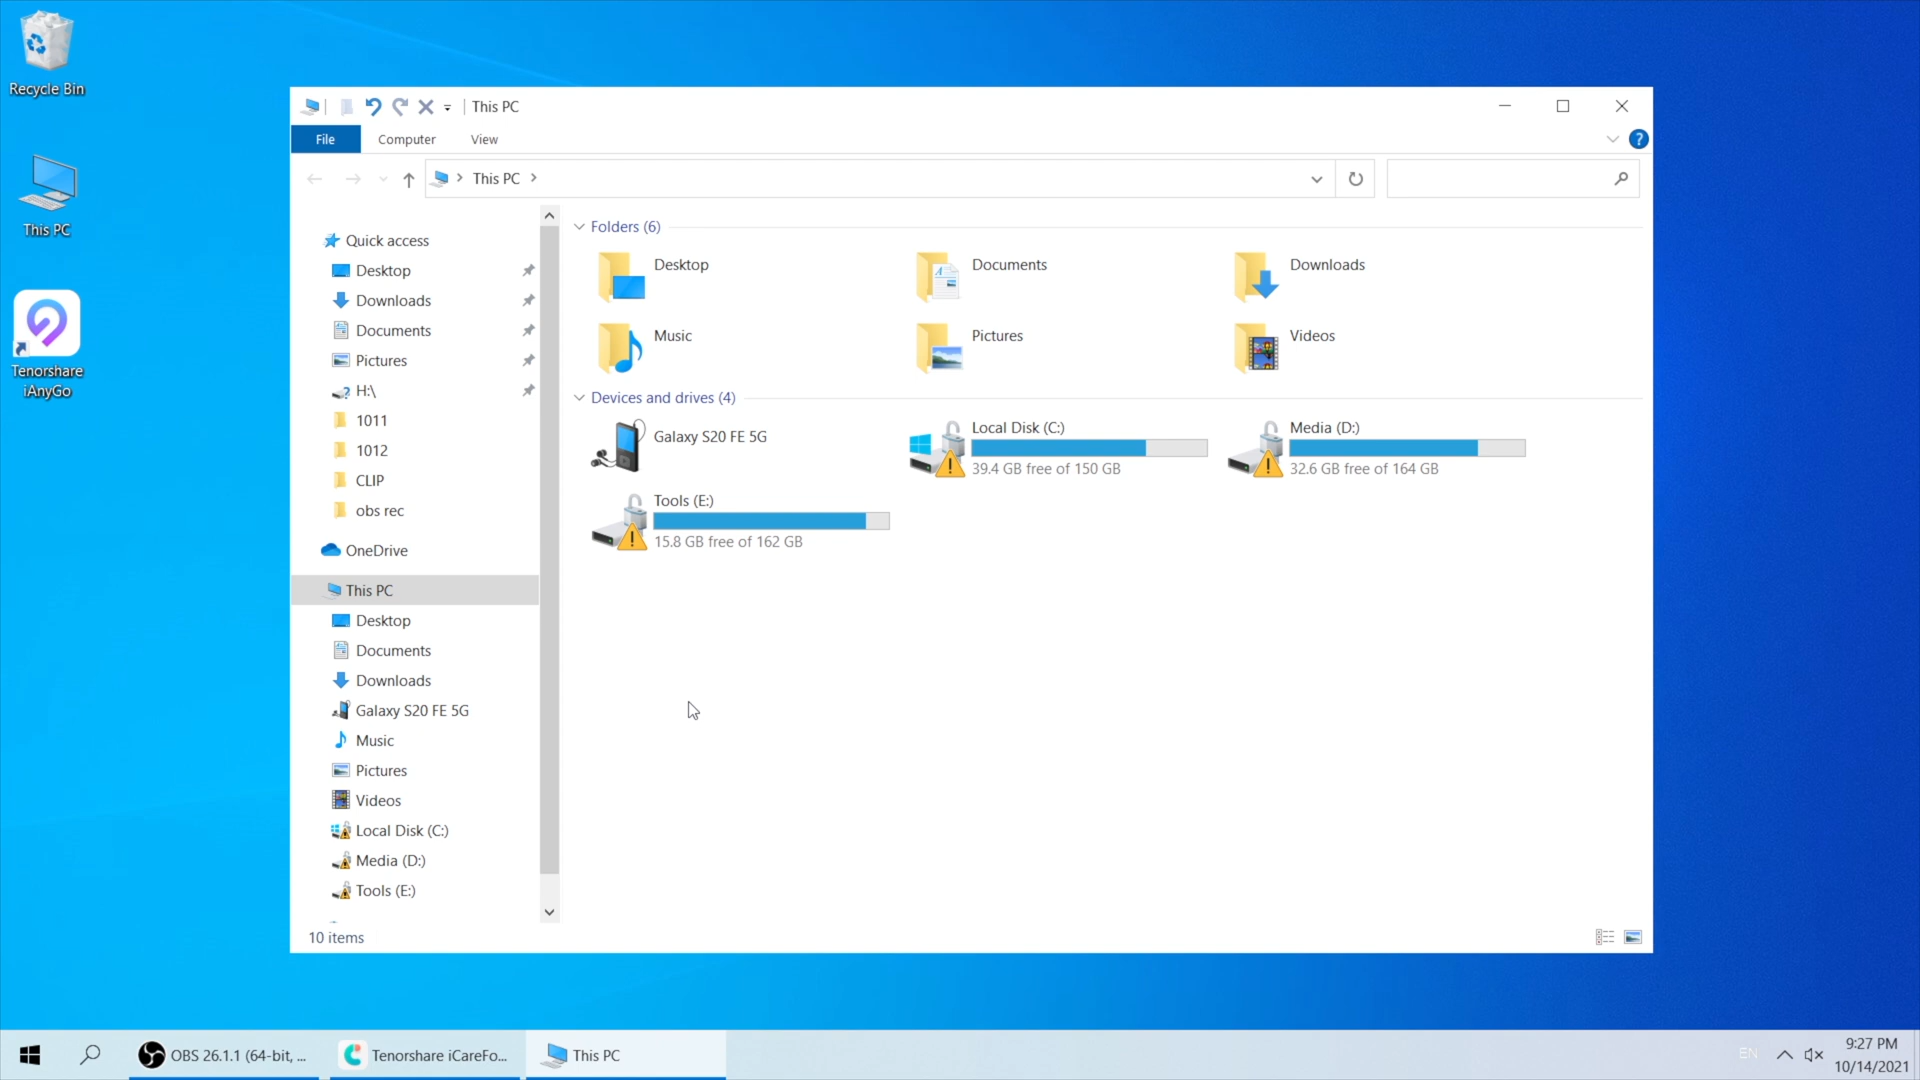 Recycle Bin
This PC
Tenorshare
iAnyGo
This PC
File Computer View
This PC
Quick access
Desktop
Downloads
Documents
Pictures
H:\
1011
1012
CLIP
obs rec
OneDrive
This PC
Desktop
Documents
Downloads
Galaxy S20 FE 5G
Music
Pictures
Videos
Local Disk (C:)
Media (D:)
Tools (E:)
Folders (6)
Desktop
Documents
Downloads
Music
Pictures
Videos
Devices and drives (4)
Galaxy S20 FE 5G
Local Disk (C:)
39.4 GB free of 150 GB
Media (D:)
32.6 GB free of 164 GB
Tools (E:)
15.8 GB free of 162 GB
10 items
OBS 26.1.1 (64-bit, ...
Tenorshare iCareFo...
This PC
EN
9:27 PM
10/14/2021